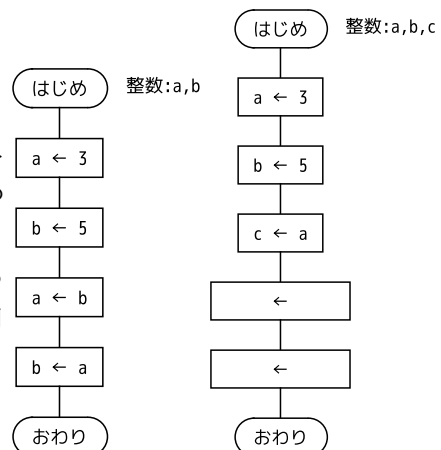 はじめ
整数:a,b
a ← 3
b ← 5
a ← b
b ← a
おわり
はじめ
整数:a,b,c
a ← 3
b ← 5
c ← a
←
←
おわり